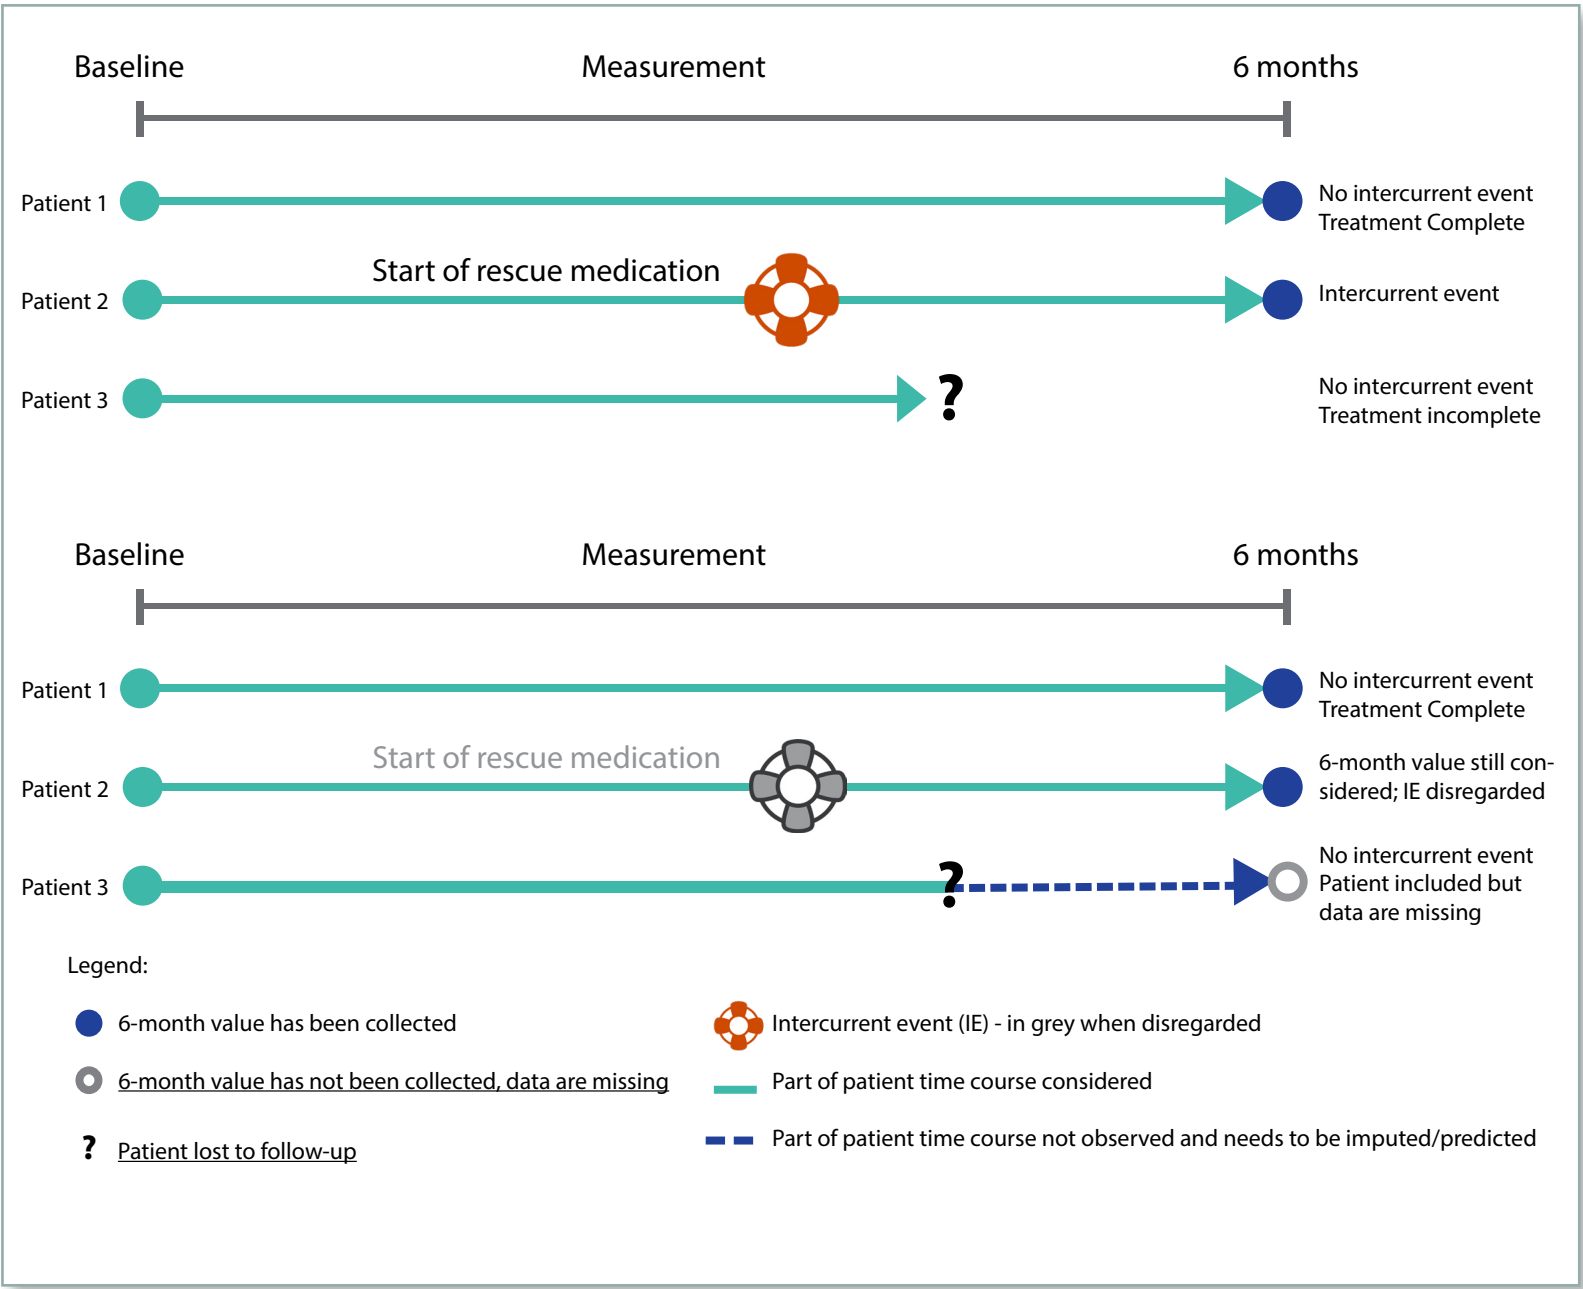 Baseline Measurement 6 months
Patient 1
No intercurrent event
Treatment Complete
Start of rescue medication
Patient 2
Intercurrent event
Patient 3
?
No intercurrent event
Treatment incomplete
Baseline Measurement 6 months
Patient 1
No intercurrent event
Treatment Complete
Start of rescue medication
Patient 2
6-month value still con-
sidered; IE disregarded
Patient 3
?
No intercurrent event
Patient included but
data are missing
Legend:
6-month value has been collected
Intercurrent event (IE) - in grey when disregarded
6-month value has not been collected, data are missing
Part of patient time course considered
? Patient lost to follow-up
Part of patient time course not observed and needs to be imputed/predicted